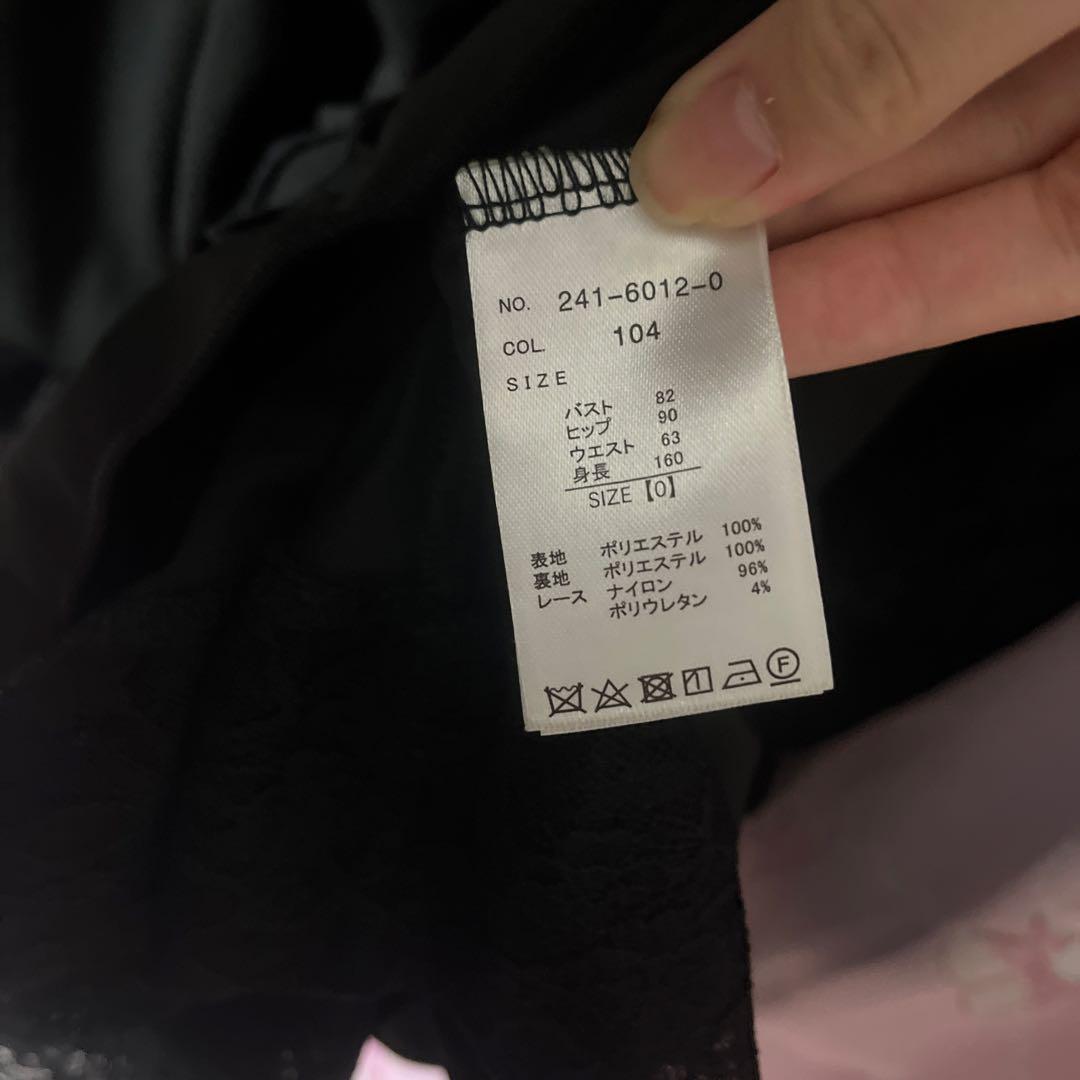 NO. 241-6012-0
COL. 104
SIZE
バスト 82
ヒップ 90
ウエスト 63
身長 160
SIZE【0】
表地 ポリエステル 100%
裏地 ポリエステル 100%
レース ナイロン 96%
ポリウレタン 4%
F